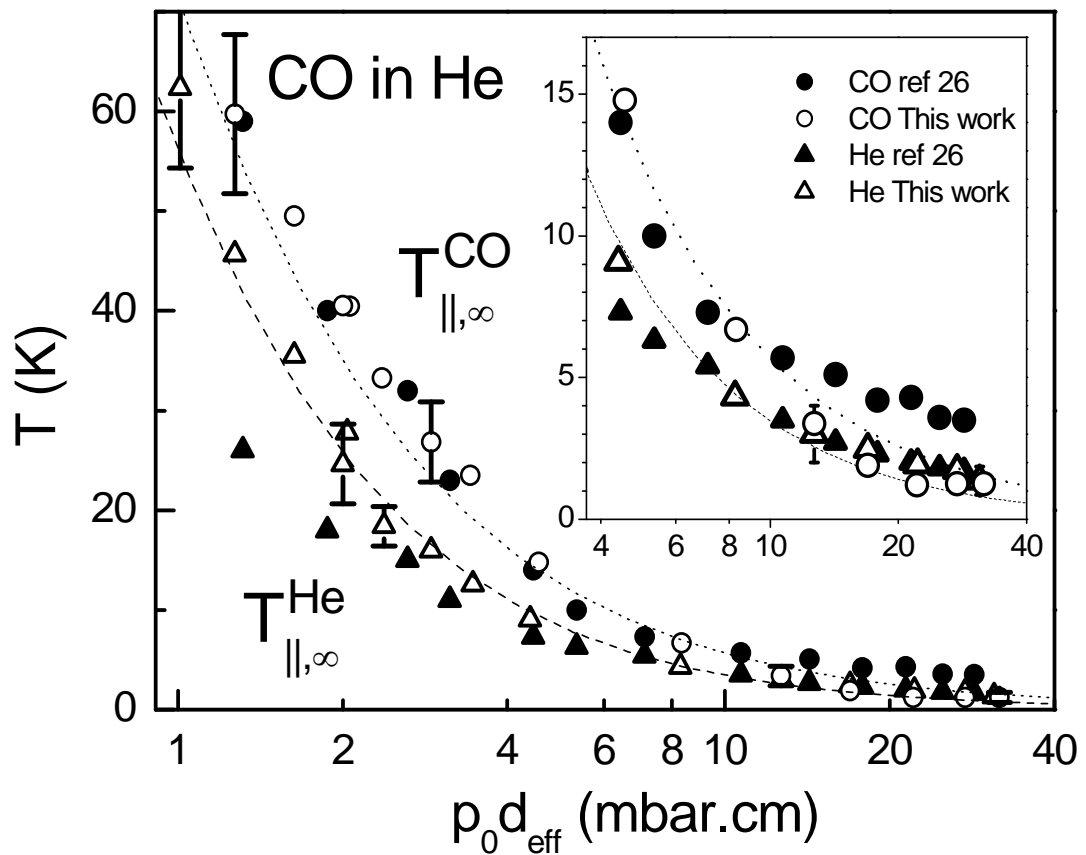 CO in He
CO ref 26
CO This work
He ref 26
He This work
15
10
5
0
4
6
8
10
20
40
T∥,∞CO
T∥,∞He
60
40
20
0
T (K)
1
2
4
6
8
10
20
40
p0deff (mbar.cm)